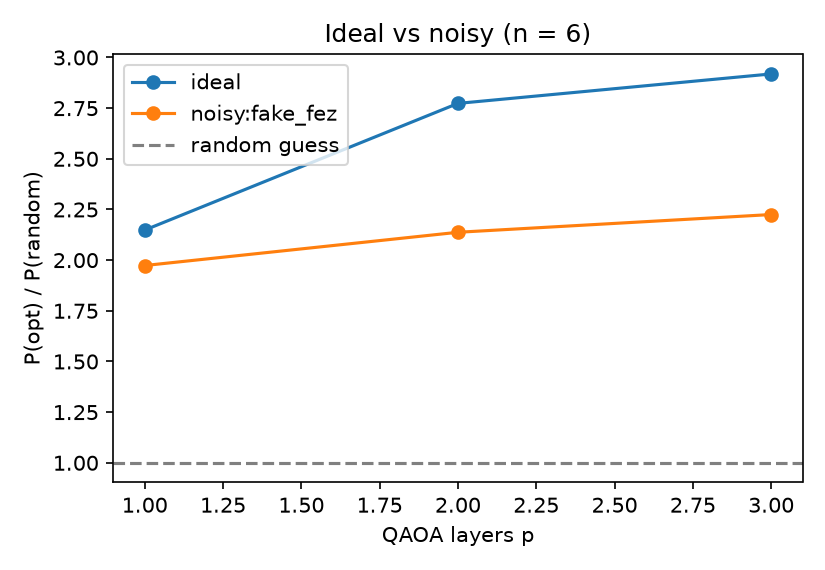 Ideal vs noisy (n = 6)
P(opt) / P(random)
3.00
2.75
2.50
2.25
2.00
1.75
1.50
1.25
1.00
ideal
noisy:fake_fez
random guess
1.00 1.25 1.50 1.75 2.00 2.25 2.50 2.75 3.00
QAOA layers p